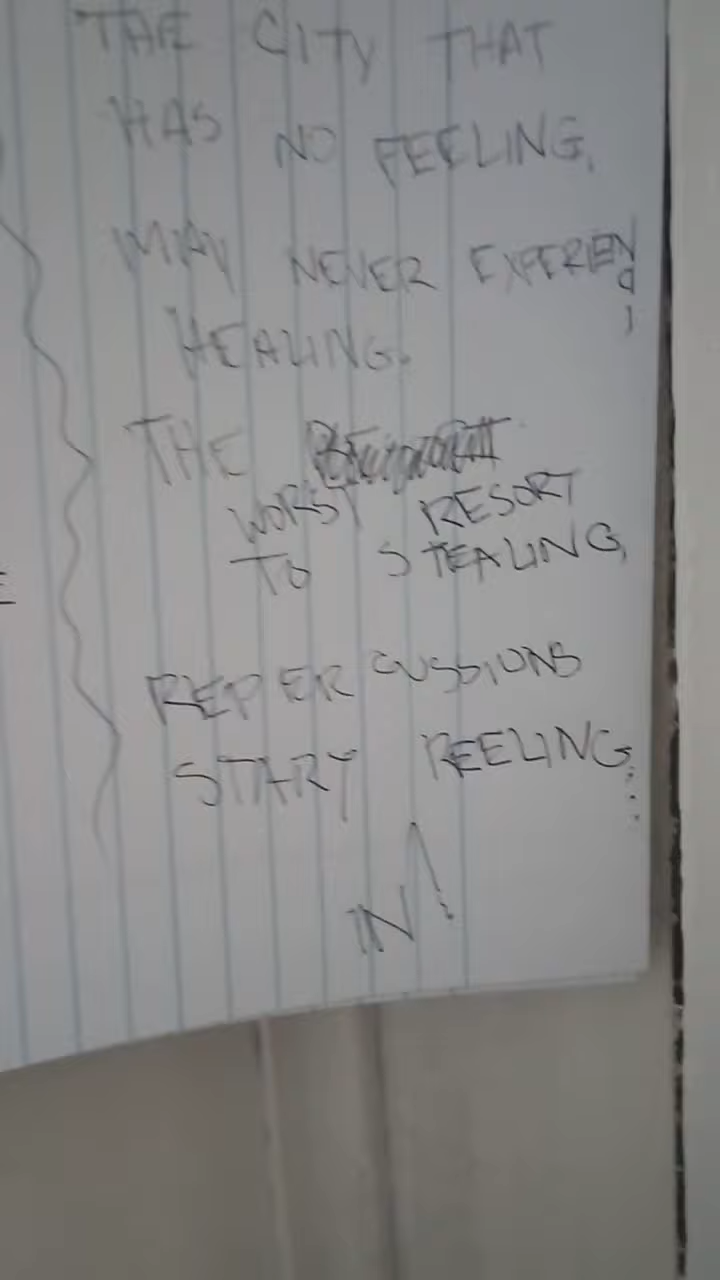 THE CITY THAT
HAS NO FEELING,
MAY NEVER EXPERIEN
HEALING.
THE
WORST RESORT
TO STEALING,
REPERCUSSIONS
START REELING...
IN!